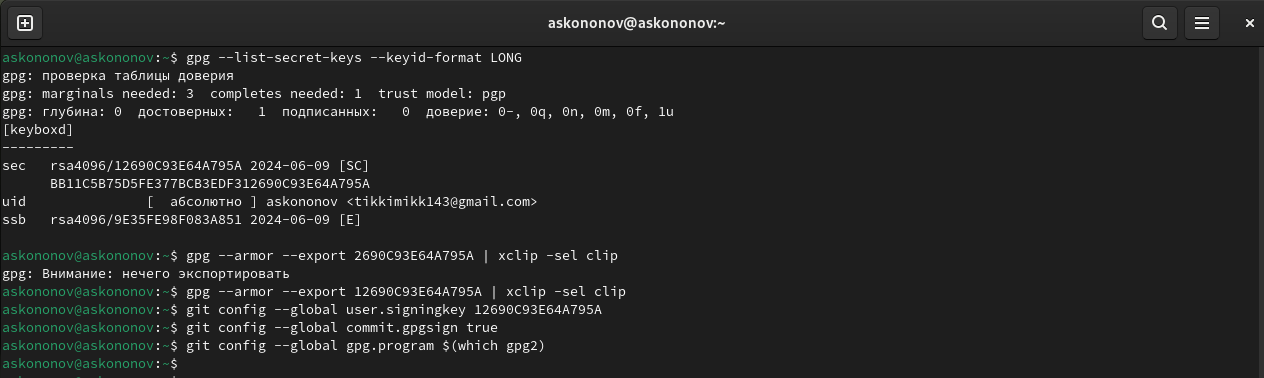 askononov@askononov:~
askononov@askononov:~$ gpg --list-secret-keys --keyid-format LONG
gpg: проверка таблицы доверия
gpg: marginals needed: 3  completes needed: 1  trust model: pgp
gpg: глубина: 0  достоверных:   1  подписанных:   0  доверие: 0-, 0q, 0n, 0m, 0f, 1u
[keyboxd]
---------
sec   rsa4096/12690C93E64A795A 2024-06-09 [SC]
      BB11C5B75D5FE377BCB3EDF312690C93E64A795A
uid               [  абсолютно ] askononov <tikkimikk143@gmail.com>
ssb   rsa4096/9E35FE98F083A851 2024-06-09 [E]
askononov@askononov:~$ gpg --armor --export 2690C93E64A795A | xclip -sel clip
gpg: Внимание: нечего экспортировать
askononov@askononov:~$ gpg --armor --export 12690C93E64A795A | xclip -sel clip
askononov@askononov:~$ git config --global user.signingkey 12690C93E64A795A
askononov@askononov:~$ git config --global commit.gpgsign true
askononov@askononov:~$ git config --global gpg.program $(which gpg2)
askononov@askononov:~$